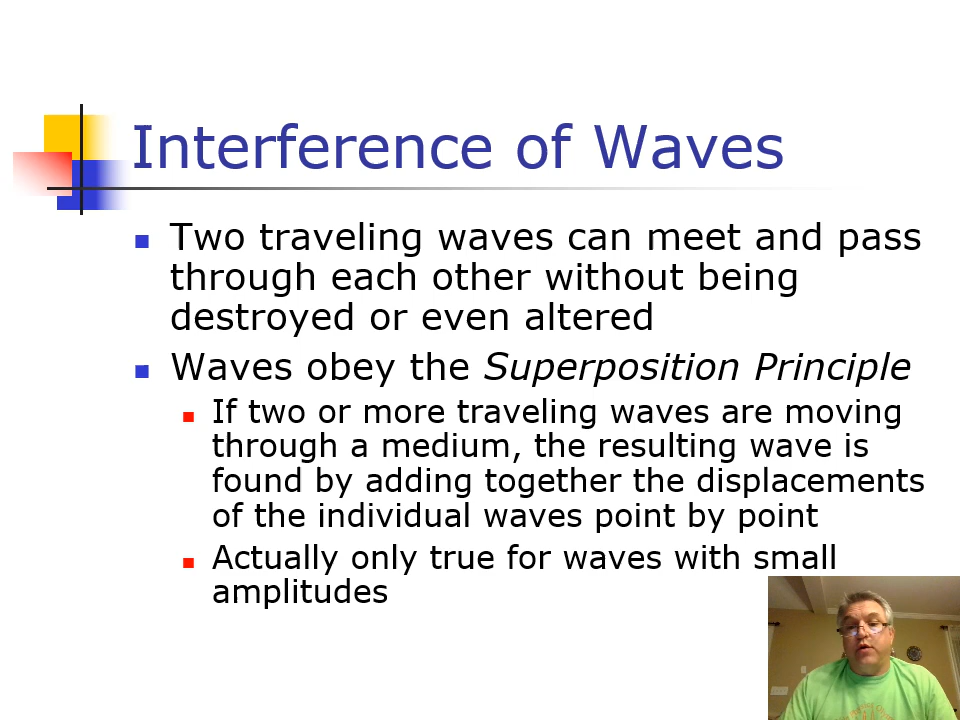 Interference of Waves
Two traveling waves can meet and pass
through each other without being
destroyed or even altered
Waves obey the Superposition Principle
If two or more traveling waves are moving
through a medium, the resulting wave is
found by adding together the displacements
of the individual waves point by point
Actually only true for waves with small
amplitudes